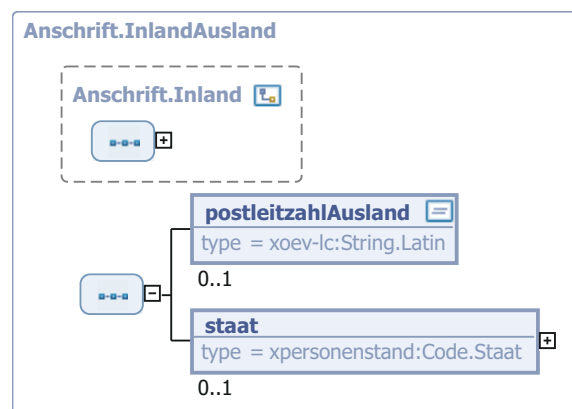 Anschrift.InlandAusland
Anschrift.Inland
postleitzahlAusland
type = xoev-lc:String.Latin
0..1
staat
type = xpersonenstand:Code.Staat
0..1